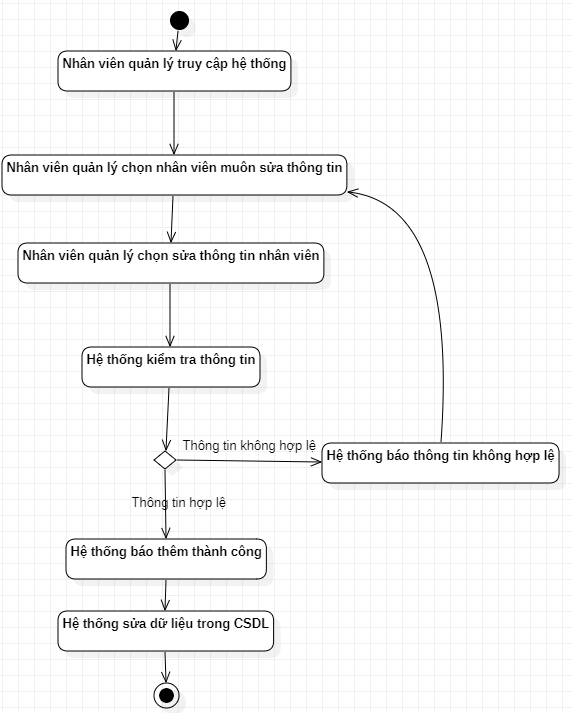 Nhân viên quản lý truy cập hệ thống
Nhân viên quản lý chọn nhân viên muôn sửa thông tin
Nhân viên quản lý chọn sửa thông tin nhân viên
Hệ thống kiểm tra thông tin
Thông tin không hợp lệ
Hệ thống báo thông tin không hợp lệ
Thông tin hợp lệ
Hệ thống báo thêm thành công
Hệ thống sửa dữ liệu trong CSDL